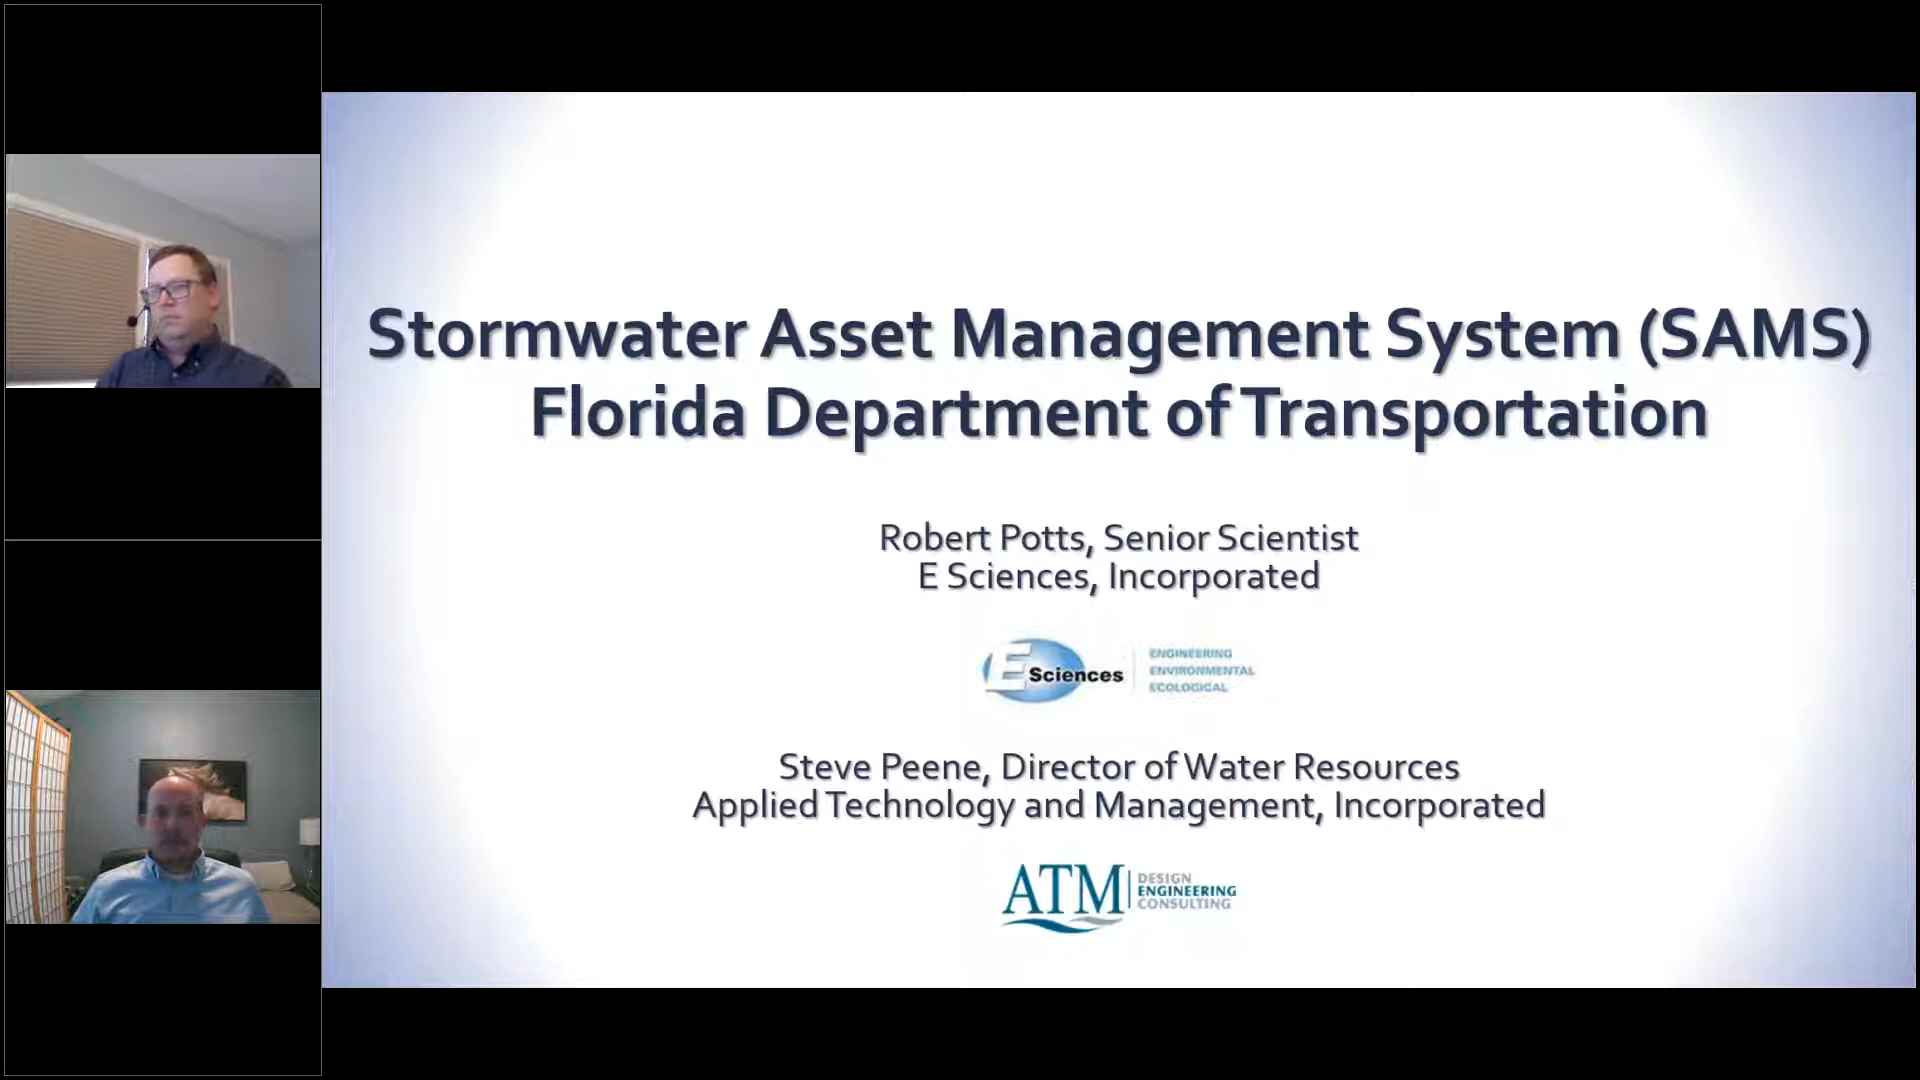 Stormwater Asset Management System (SAMS)
Florida Department of Transportation
Robert Potts, Senior Scientist
E Sciences, Incorporated
E Sciences
ENGINEERING
ENVIRONMENTAL
ECOLOGICAL
Steve Peene, Director of Water Resources
Applied Technology and Management, Incorporated
ATM
DESIGN
ENGINEERING
CONSULTING